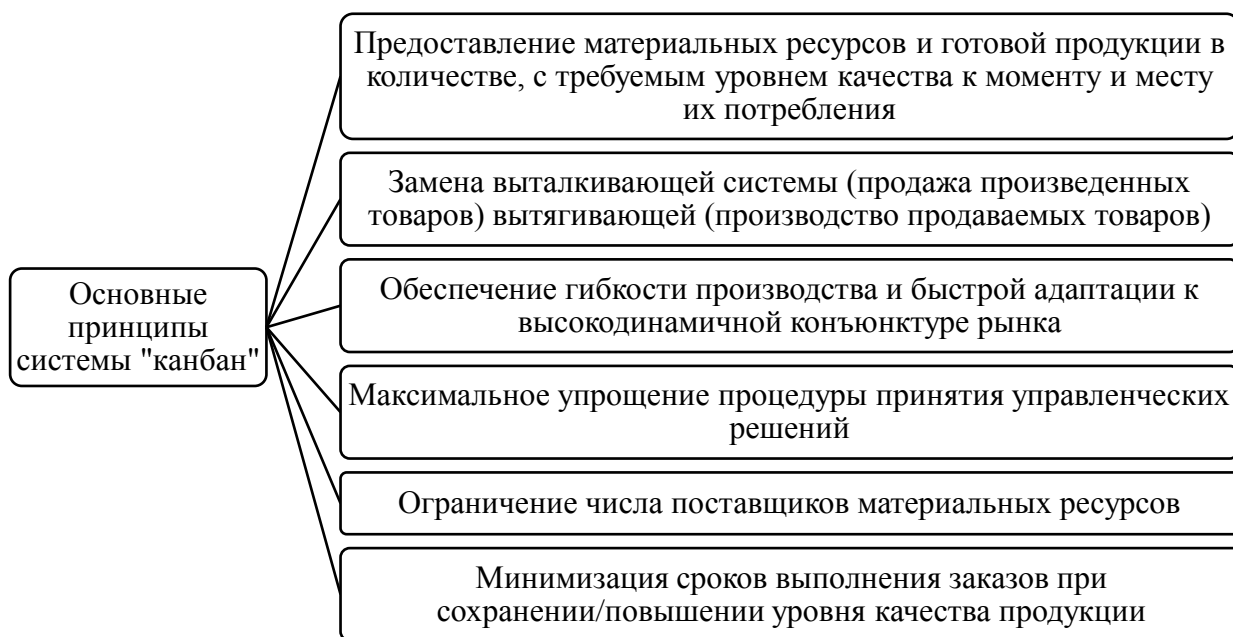 Предоставление материальных ресурсов и готовой продукции в
количестве, с требуемым уровнем качества к моменту и месту
их потребления
Замена выталкивающей системы (продажа произведенных
товаров) вытягивающей (производство продаваемых товаров)
Основные
принципы
системы "канбан"
Обеспечение гибкости производства и быстрой адаптации к
высокодинамичной конъюнктуре рынка
Максимальное упрощение процедуры принятия управленческих
решений
Ограничение числа поставщиков материальных ресурсов
Минимизация сроков выполнения заказов при
сохранении/повышении уровня качества продукции